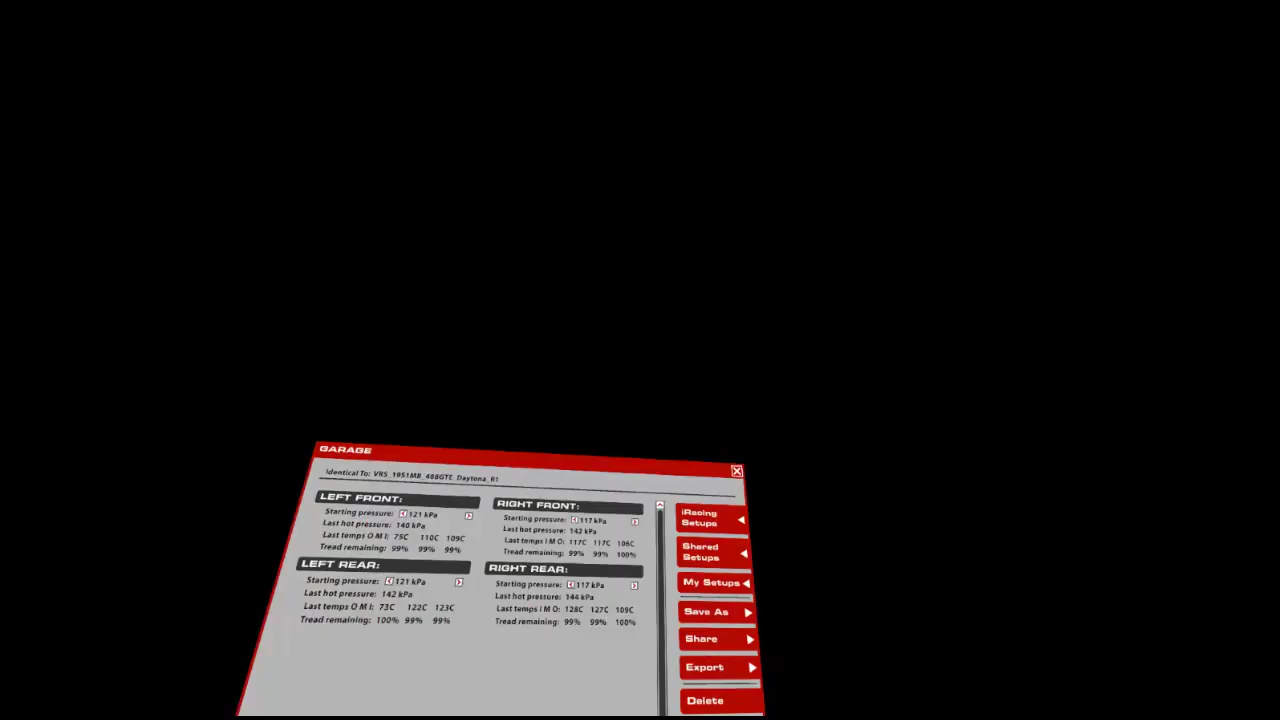 GARAGE
Identical To: VRS_19S1MB_488GTE_Daytona_R1
LEFT FRONT:
Starting pressure: 121 kPa
Last hot pressure: 140 kPa
Last temps O M I: 75C 110C 109C
Tread remaining: 99% 99% 99%
RIGHT FRONT:
Starting pressure: 117 kPa
Last hot pressure: 142 kPa
Last temps I M O: 117C 117C 106C
Tread remaining: 99% 99% 100%
LEFT REAR:
Starting pressure: 121 kPa
Last hot pressure: 142 kPa
Last temps O M I: 73C 122C 123C
Tread remaining: 100% 99% 99%
RIGHT REAR:
Starting pressure: 117 kPa
Last hot pressure: 144 kPa
Last temps I M O: 128C 127C 109C
Tread remaining: 99% 99% 100%
iRacing
Setups
Shared
Setups
My Setups
Save As
Share
Export
Delete